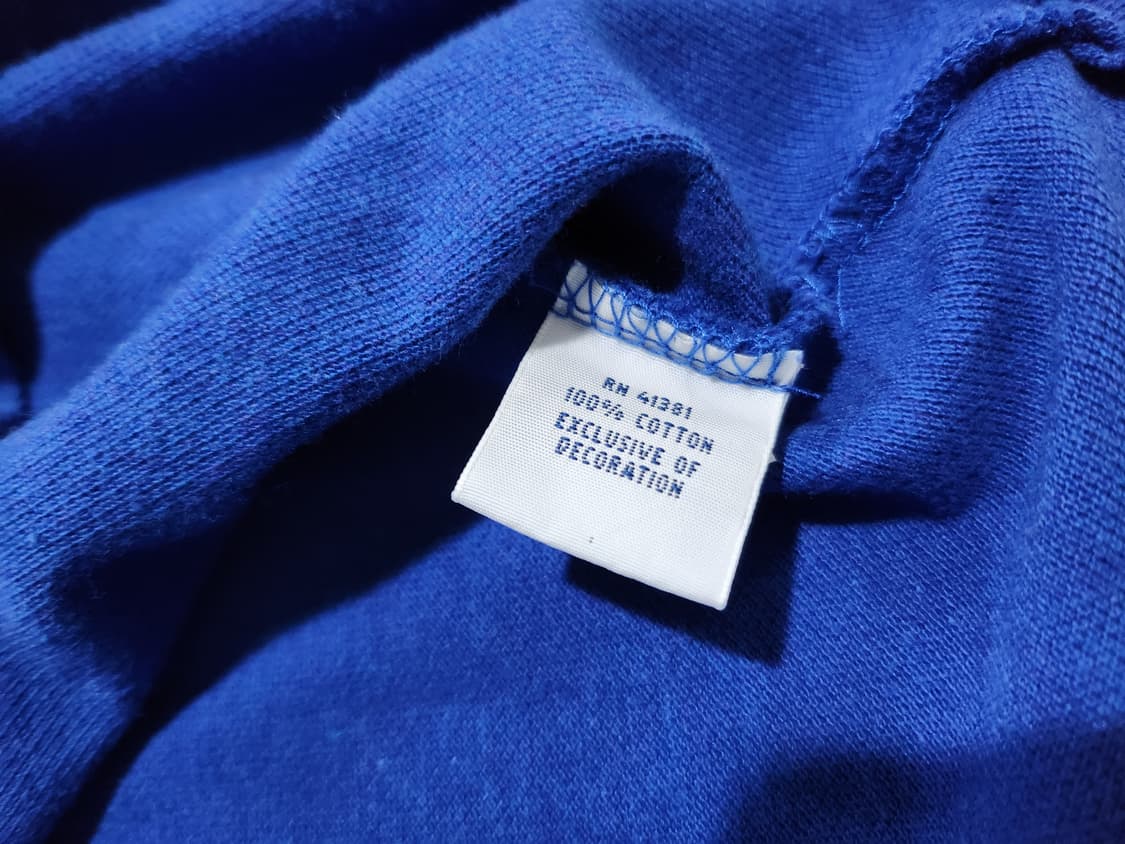 RN 41381
100% COTTON
EXCLUSIVE OF
DECORATION